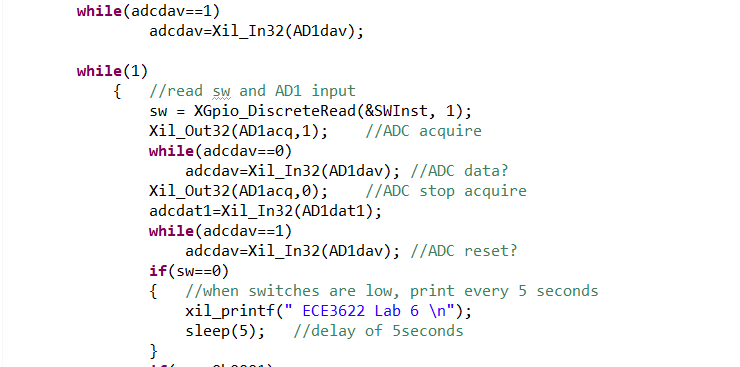 while(adcdav==1)
adcdav=Xil_In32(AD1dav);
while(1)
{ //read sw and AD1 input
sw = XGpio_DiscreteRead(&SWInst, 1);
Xil_Out32(AD1acq,1); //ADC acquire
while(adcdav==0)
adcdav=Xil_In32(AD1dav); //ADC data?
Xil_Out32(AD1acq,0); //ADC stop acquire
adcdat1=Xil_In32(AD1dat1);
while(adcdav==1)
adcdav=Xil_In32(AD1dav); //ADC reset?
if(sw==0)
{ //when switches are low, print every 5 seconds
xil_printf(" ECE3622 Lab 6 \n");
sleep(5); //delay of 5seconds
}